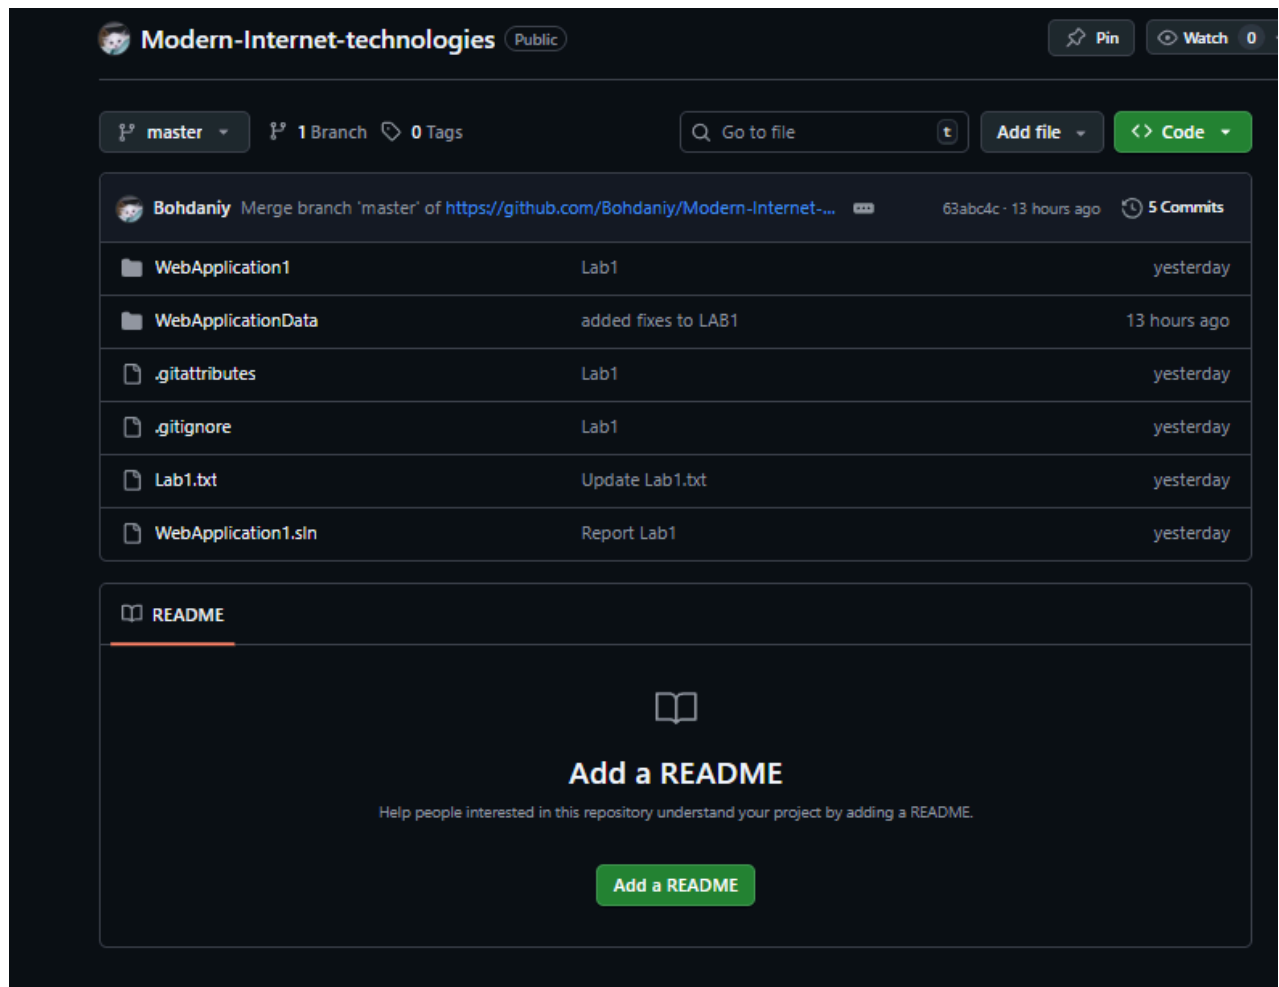 Modern-Internet-technologies Public Pin Watch 0
master 1 Branch 0 Tags Go to file t Add file Code
Bohdaniy Merge branch 'master' of https://github.com/Bohdaniy/Modern-Internet-... 63abc4c · 13 hours ago 5 Commits
WebApplication1 Lab1 yesterday
WebApplicationData added fixes to LAB1 13 hours ago
.gitattributes Lab1 yesterday
.gitignore Lab1 yesterday
Lab1.txt Update Lab1.txt yesterday
WebApplication1.sln Report Lab1 yesterday
README
Add a README
Help people interested in this repository understand your project by adding a README.
Add a README